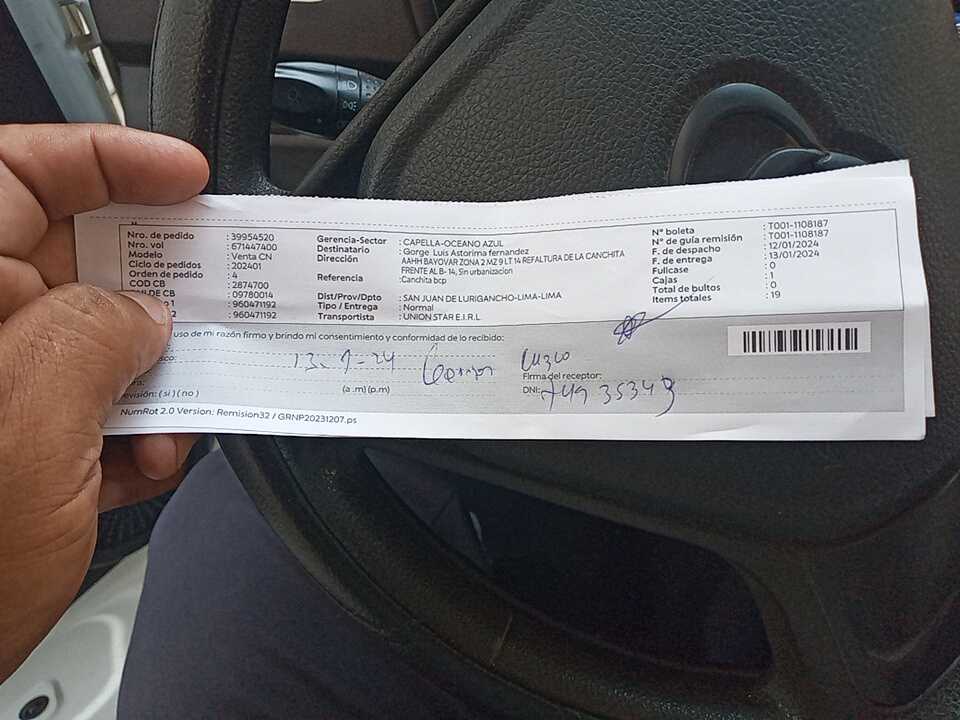 Nro. de pedido : 39954520
Nro. vol : 671447400
Modelo : Venta CN
Ciclo de pedidos : 202401
Orden de pedido : 4
COD CB : 2874700
DE CB : 09780014
1 : 960471192
: 960471192
Gerencia-Sector : CAPELLA-OCEANO AZUL
Destinatario : Gorge Luis Astorima fernandez
Dirección AAHH BAYOVAR ZONA 2 MZ 9 LT 14 REFALTURA DE LA CANCHITA
FRENTE AL B- 14, Sin urbanizacion
Referencia : Canchita bcp
Dist/Prov/Dpto : SAN JUAN DE LURIGANCHO-LIMA-LIMA
Tipo / Entrega : Normal
Transportista : UNION STAR E.I.R.L
N° boleta : T001-1108187
N° de guía remisión : T001-1108187
F. de despacho : 12/01/2024
F. de entrega : 13/01/2024
Fullcase : 0
Cajas : 1
Total de bultos : 0
Items totales : 19
uso de mi razón firmo y brindo mi consentimiento y conformidad de lo recibido:
13-1-24
Firma del receptor:
(a.m)(p.m) DNI:
evisión: ( si ) ( no )
NumRot 2.0 Version: Remision32 / GRNP20231207.ps